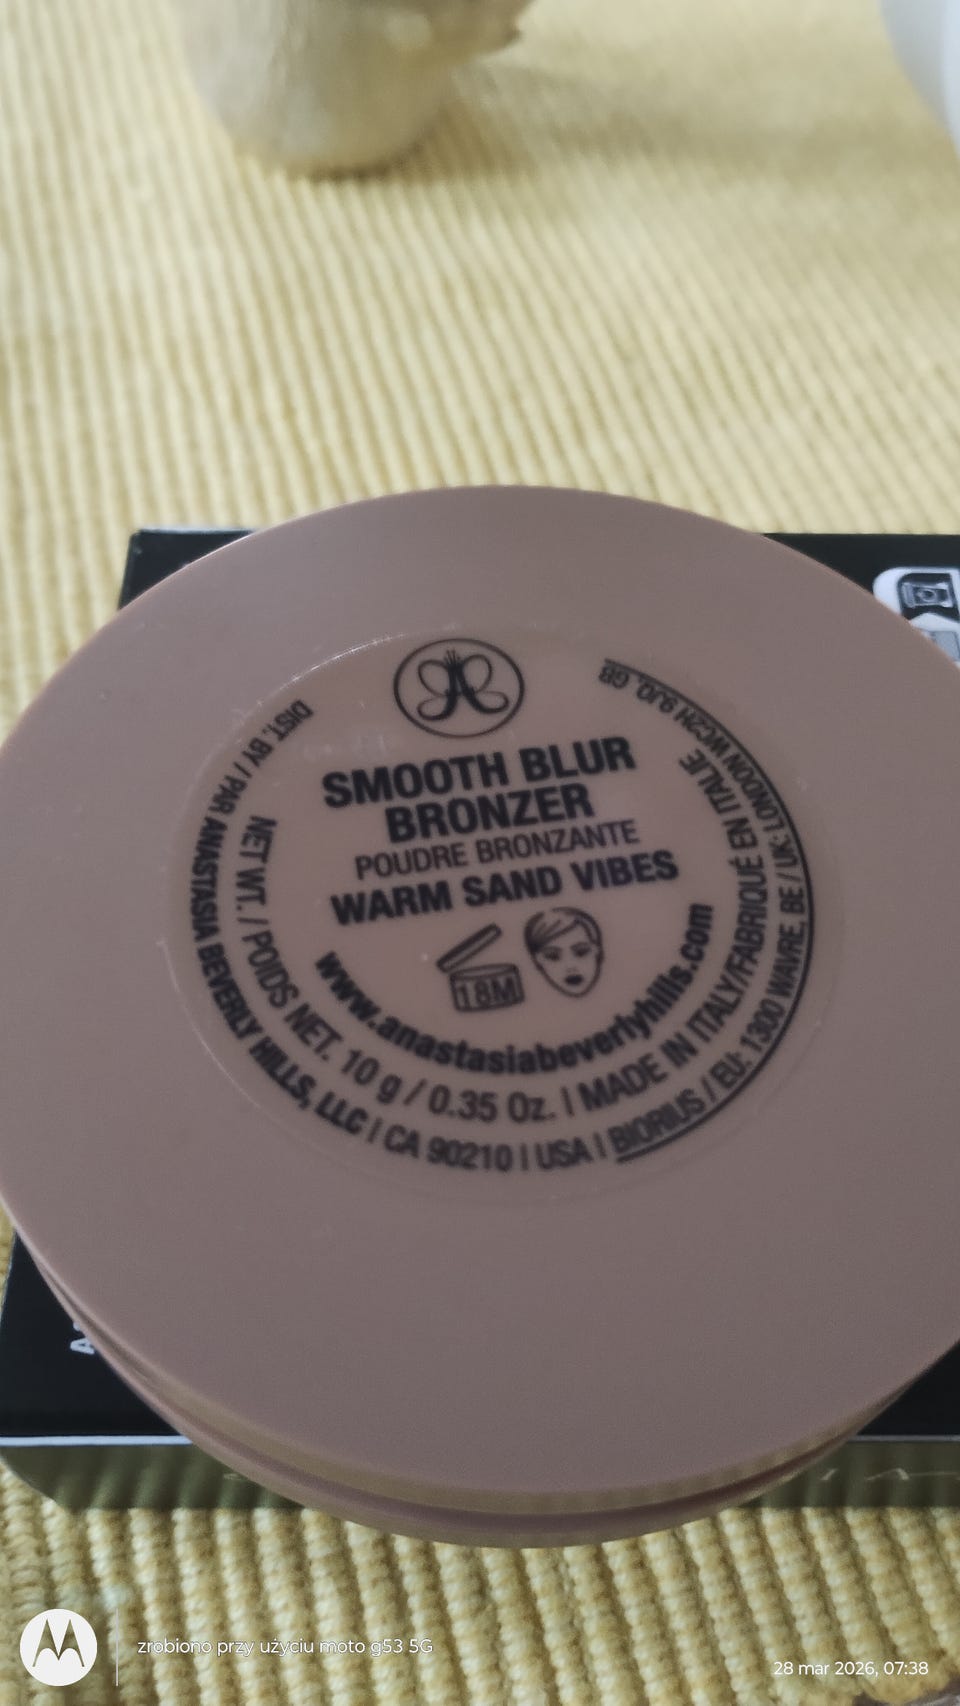 SMOOTH BLUR
BRONZER
POUDRE BRONZANTE
WARM SAND VIBES
18M
www.anastasiabeverlyhills.com
NET WT. / POIDS NET. 10 g / 0.35 Oz. | MADE IN ITALY/FABRIQUÉ EN ITALIE
DIST. BY / PAR ANASTASIA BEVERLY HILLS, LLC | CA 90210 | USA | BIORIUS / EU: 1300 WAVRE, BE / UK: LONDON WC2H 9JQ, GB
zrobiono przy użyciu moto g53 5G
28 mar 2026, 07:38